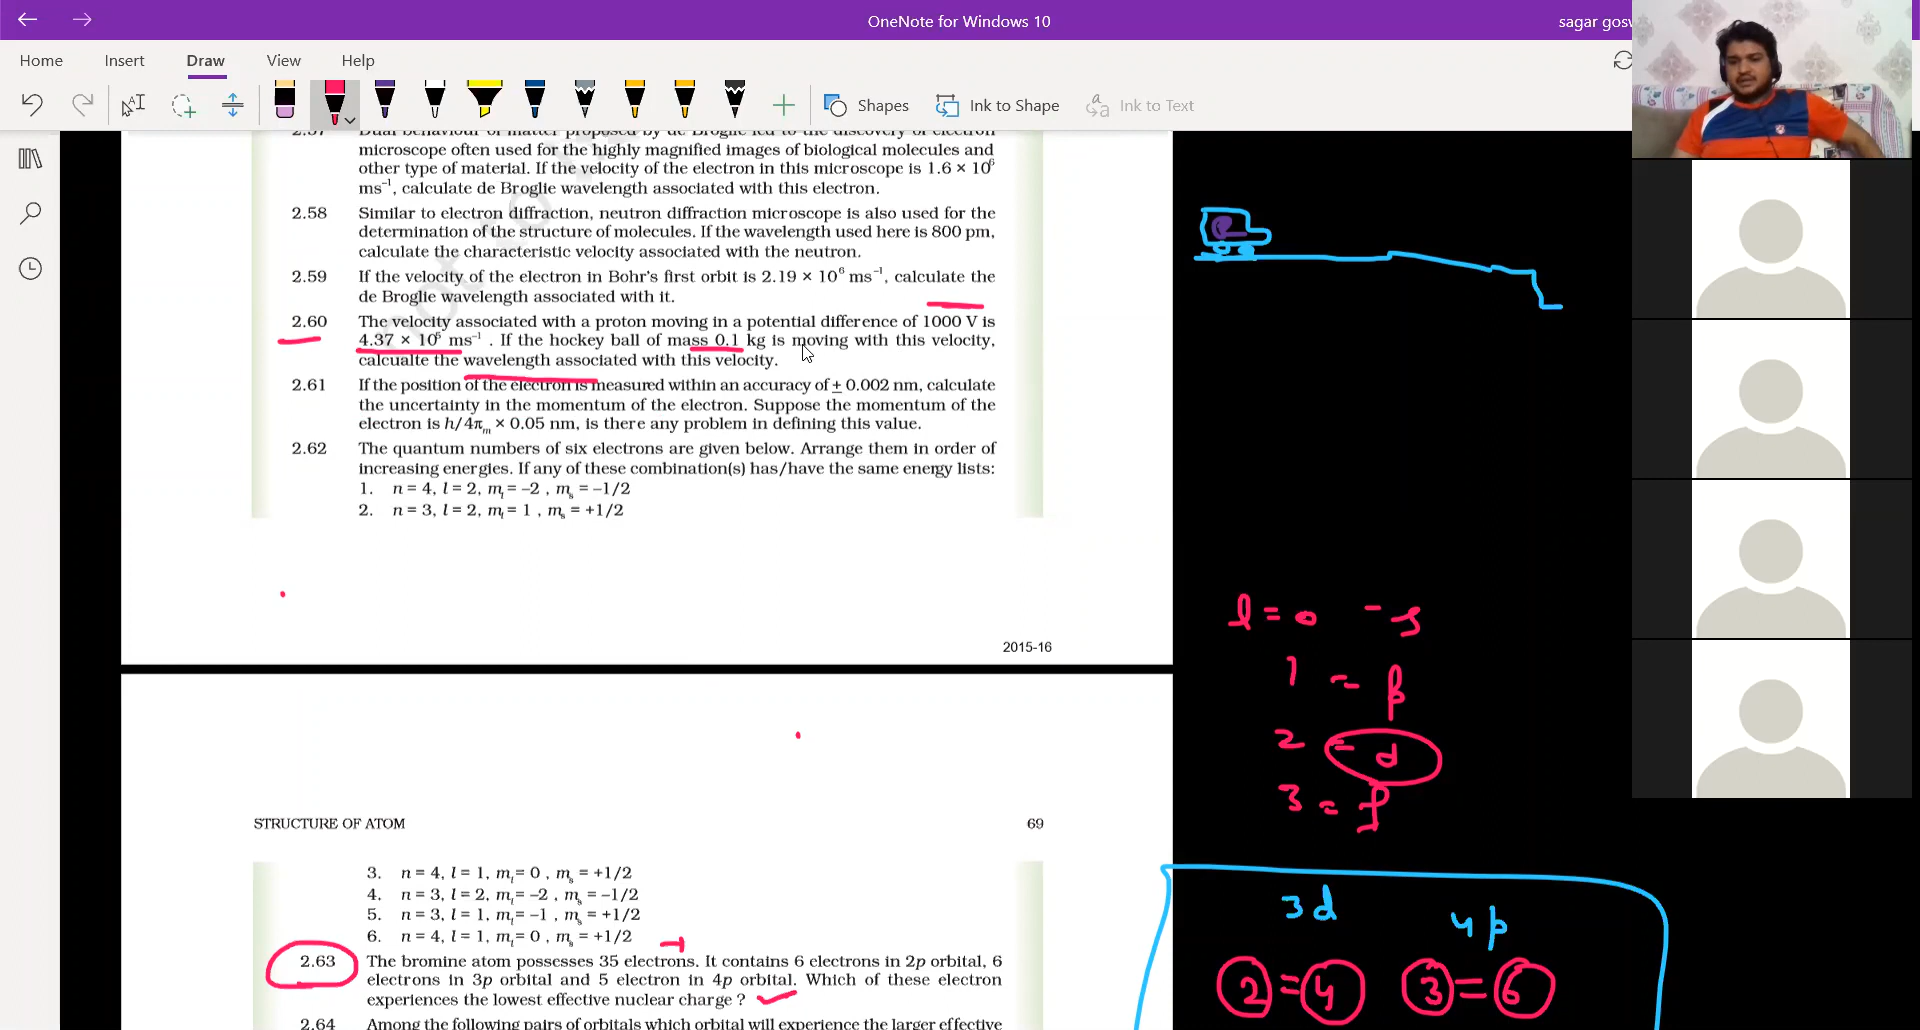 OneNote for Windows 10
sagar gosw
Home Insert Draw View Help
Shapes Ink to Shape Ink to Text
2.57 Dual behaviour of matter proposed by de Broglie led to the discovery of electron
microscope often used for the highly magnified images of biological molecules and
other type of material. If the velocity of the electron in this microscope is 1.6 × 10⁶
ms⁻¹, calculate de Broglie wavelength associated with this electron.
2.58 Similar to electron diffraction, neutron diffraction microscope is also used for the
determination of the structure of molecules. If the wavelength used here is 800 pm,
calculate the characteristic velocity associated with the neutron.
2.59 If the velocity of the electron in Bohr's first orbit is 2.19 × 10⁶ ms⁻¹, calculate the
de Broglie wavelength associated with it.
2.60 The velocity associated with a proton moving in a potential difference of 1000 V is
4.37 × 10⁵ ms⁻¹. If the hockey ball of mass 0.1 kg is moving with this velocity,
calcualte the wavelength associated with this velocity.
2.61 If the position of the electron is measured within an accuracy of ± 0.002 nm, calculate
the uncertainty in the momentum of the electron. Suppose the momentum of the
electron is h/4πₘ × 0.05 nm, is there any problem in defining this value.
2.62 The quantum numbers of six electrons are given below. Arrange them in order of
increasing energies. If any of these combination(s) has/have the same energy lists:
1. n = 4, l = 2, mₗ = –2 , mₛ = –1/2
2. n = 3, l = 2, mₗ = 1 , mₛ = +1/2
2015-16
l = 0 - s
1 = p
2 = d
3 = f
STRUCTURE OF ATOM 69
3. n = 4, l = 1, mₗ = 0 , mₛ = +1/2
4. n = 3, l = 2, mₗ = –2 , mₛ = –1/2
5. n = 3, l = 1, mₗ = –1 , mₛ = +1/2
6. n = 4, l = 1, mₗ = 0 , mₛ = +1/2
2.63 The bromine atom possesses 35 electrons. It contains 6 electrons in 2p orbital, 6
electrons in 3p orbital and 5 electron in 4p orbital. Which of these electron
experiences the lowest effective nuclear charge ?
2.64 Among the following pairs of orbitals which orbital will experience the larger effective
3d 4p
2 = 4 3 = 6